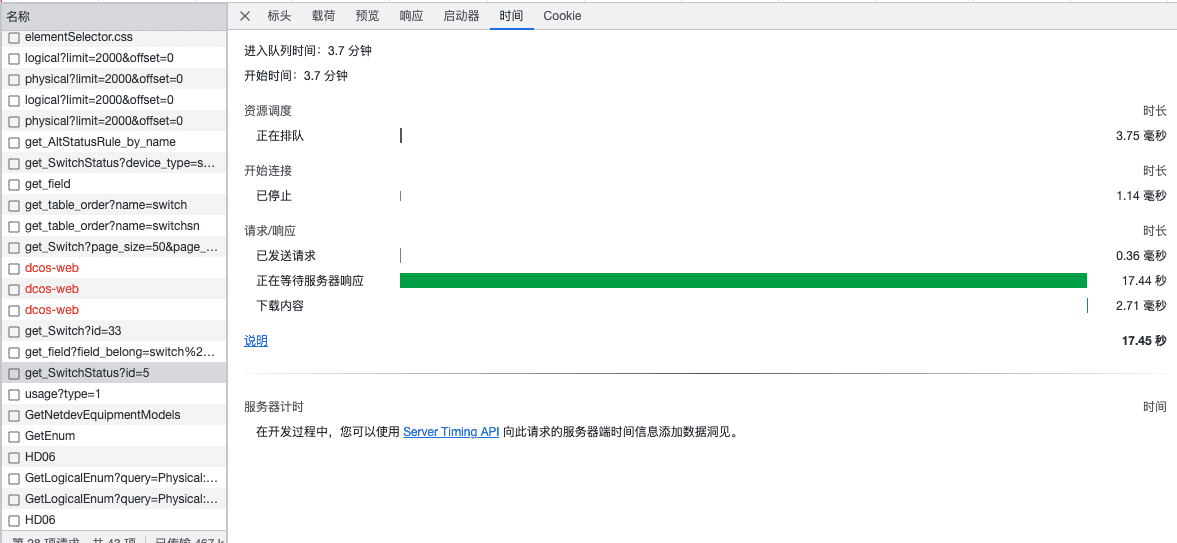 名称
elementSelector.css
logical?limit=2000&offset=0
physical?limit=2000&offset=0
logical?limit=2000&offset=0
physical?limit=2000&offset=0
get_AltStatusRule_by_name
get_SwitchStatus?device_type=s...
get_field
get_table_order?name=switch
get_table_order?name=switchsn
get_Switch?page_size=50&page_...
dcos-web
dcos-web
dcos-web
get_Switch?id=33
get_field?field_belong=switch%2...
get_SwitchStatus?id=5
usage?type=1
GetNetdevEquipmentModels
GetEnum
HD06
GetLogicalEnum?query=Physical:...
GetLogicalEnum?query=Physical:...
HD06
第 28 项请求，共 43 项 已传输 467 k
标头 载荷 预览 响应 启动器 时间 Cookie
进入队列时间：3.7 分钟
开始时间：3.7 分钟
资源调度 时长
正在排队 3.75 毫秒
开始连接 时长
已停止 1.14 毫秒
请求/响应 时长
已发送请求 0.36 毫秒
正在等待服务器响应 17.44 秒
下载内容 2.71 毫秒
说明 17.45 秒
服务器计时 时间
在开发过程中，您可以使用 Server Timing API 向此请求的服务器端时间信息添加数据洞见。